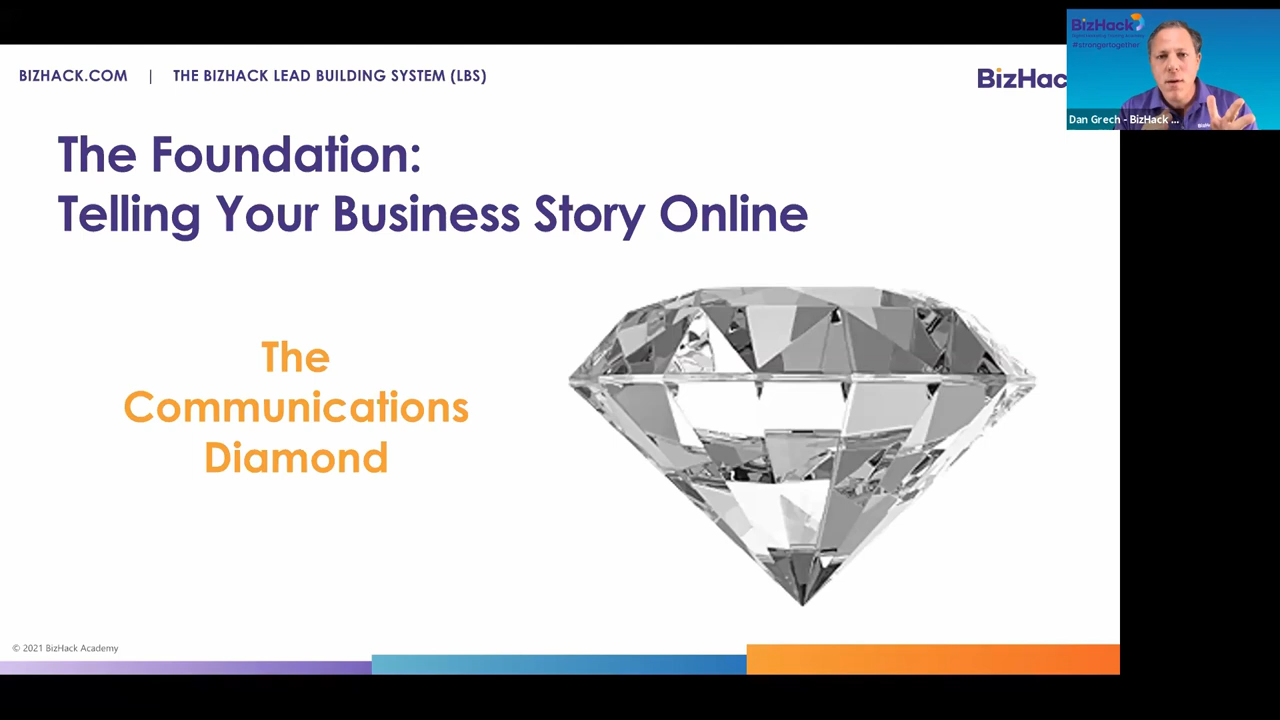 BIZHACK.COM | THE BIZHACK LEAD BUILDING SYSTEM (LBS)
BizHac
BizHack
#strongertogether
Dan Grech - BizHack ...
The Foundation:
Telling Your Business Story Online
The
Communications
Diamond
© 2021 BizHack Academy